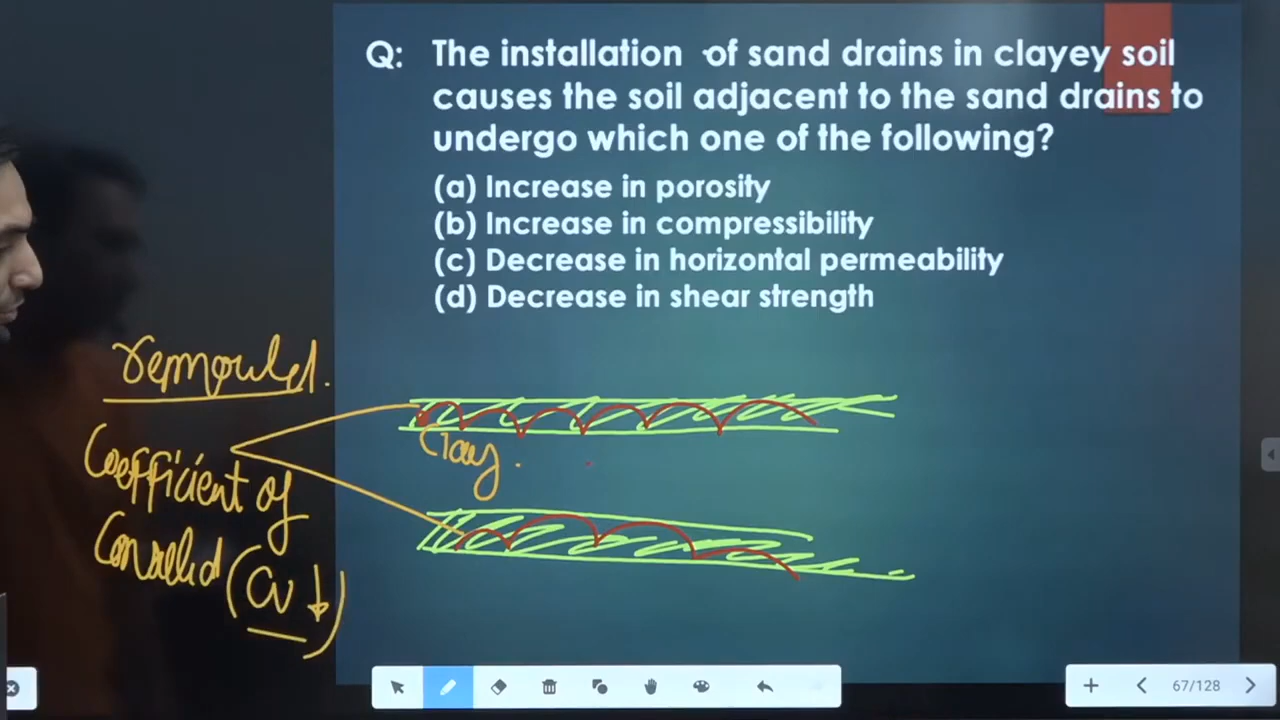 Q: The installation of sand drains in clayey soil
causes the soil adjacent to the sand drains to
undergo which one of the following?
(a) Increase in porosity
(b) Increase in compressibility
(c) Decrease in horizontal permeability
(d) Decrease in shear strength
remould.
Clay.
Coefficient of
(Cv ↓)
67/128